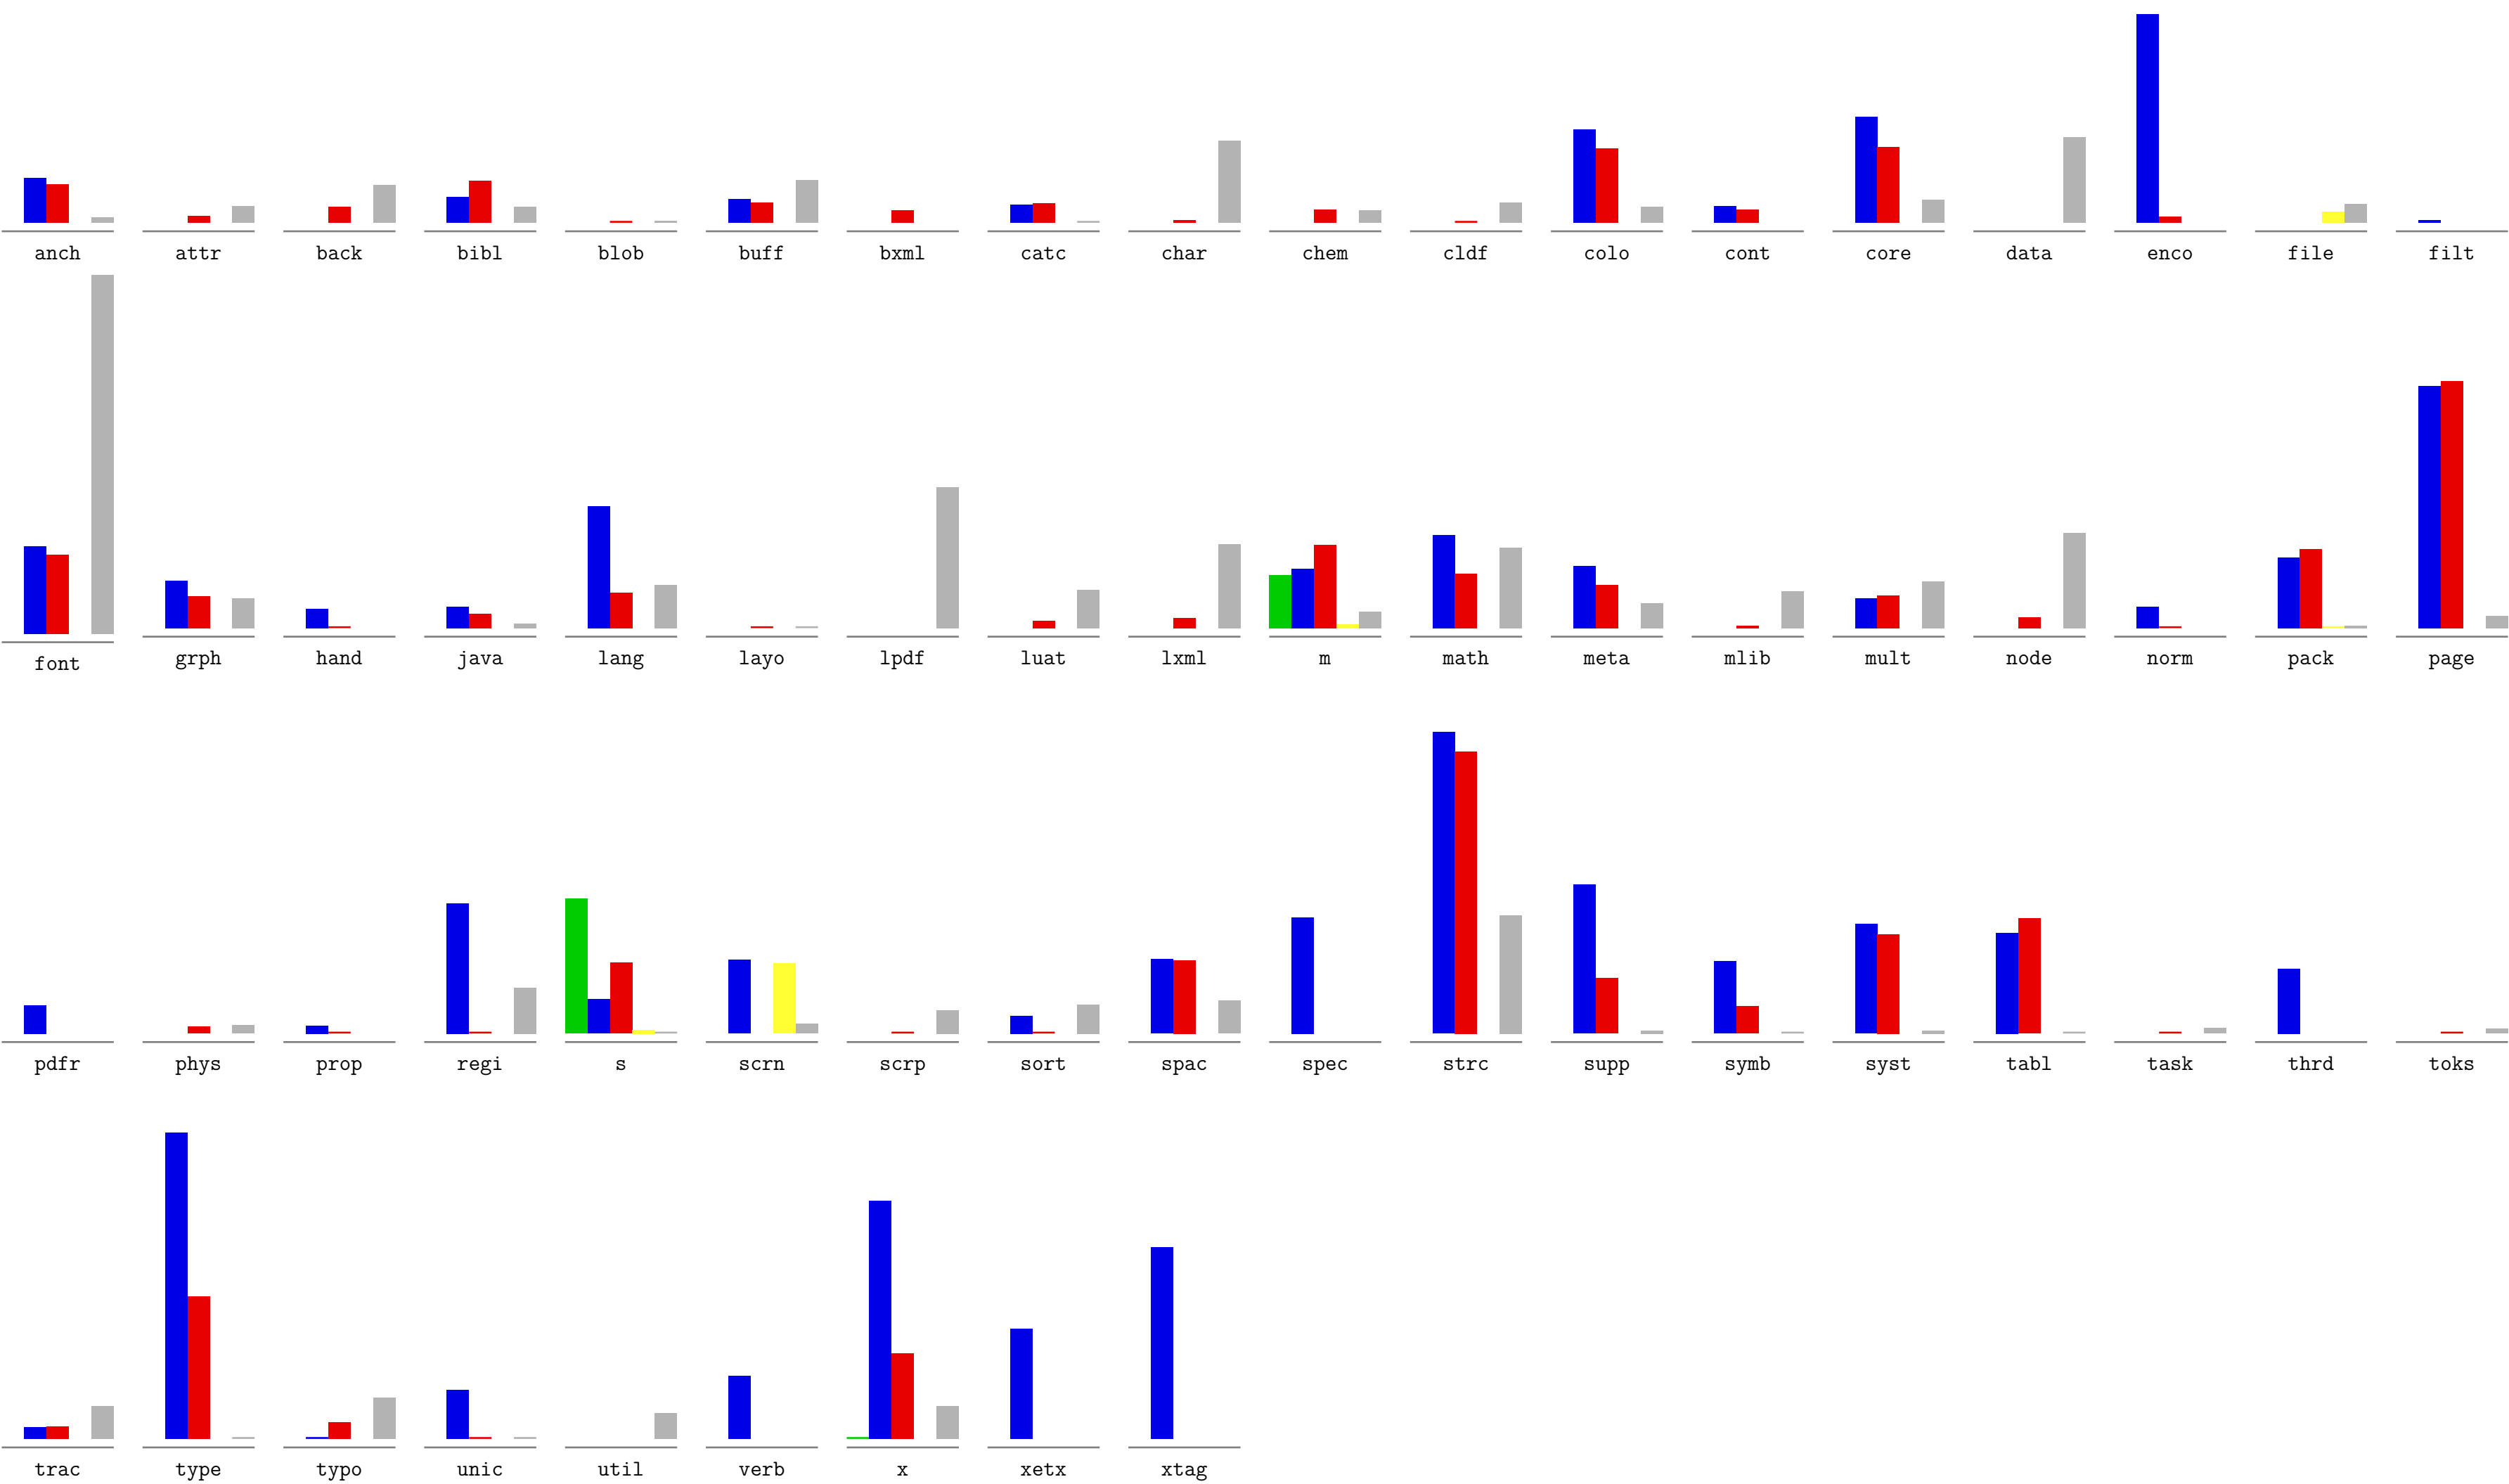 anch attr back bibl blob buff bxml catc char chem cldf colo cont core data enco file filt
font grph hand java lang layo lpdf luat lxml m math meta mlib mult node norm pack page
pdfr phys prop regi s scrn scrp sort spac spec strc supp symb syst tabl task thrd toks
trac type typo unic util verb x xetx xtag